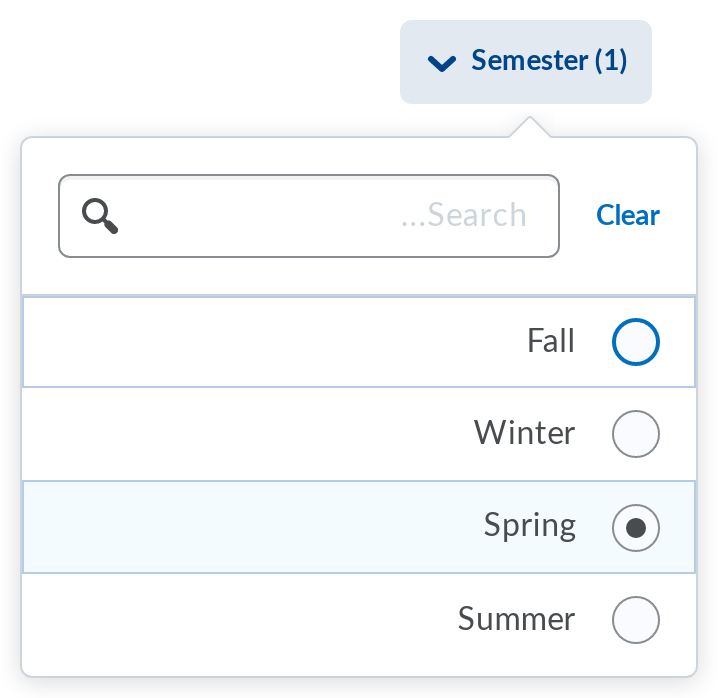 Semester (1)
...Search
Clear
Fall
Winter
Spring
Summer